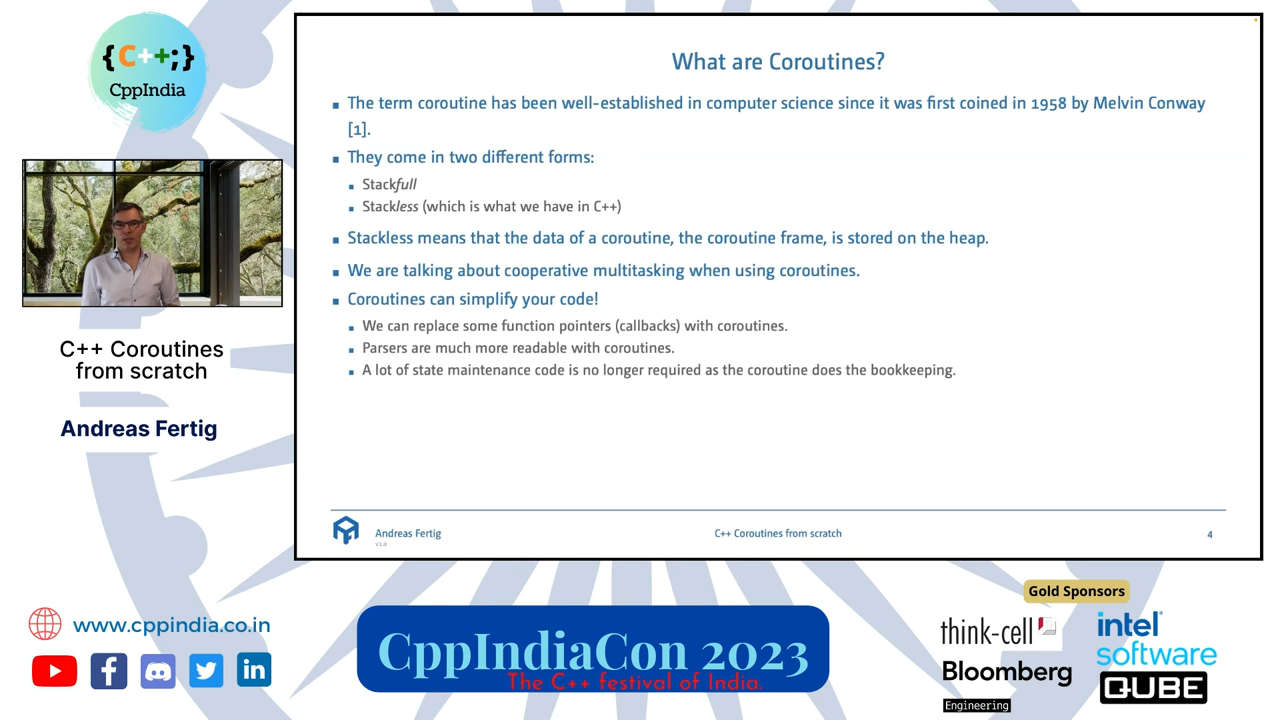 {C++;}
CppIndia
C++ Coroutines
from scratch
Andreas Fertig
What are Coroutines?
The term coroutine has been well-established in computer science since it was first coined in 1958 by Melvin Conway
[1].
They come in two different forms:
Stackfull
Stackless (which is what we have in C++)
Stackless means that the data of a coroutine, the coroutine frame, is stored on the heap.
We are talking about cooperative multitasking when using coroutines.
Coroutines can simplify your code!
We can replace some function pointers (callbacks) with coroutines.
Parsers are much more readable with coroutines.
A lot of state maintenance code is no longer required as the coroutine does the bookkeeping.
Andreas Fertig
v1.0
C++ Coroutines from scratch
4
www.cppindia.co.in
CppIndiaCon 2023
The C++ festival of India.
Gold Sponsors
think-cell
intel
software
Bloomberg
Engineering
QUBE